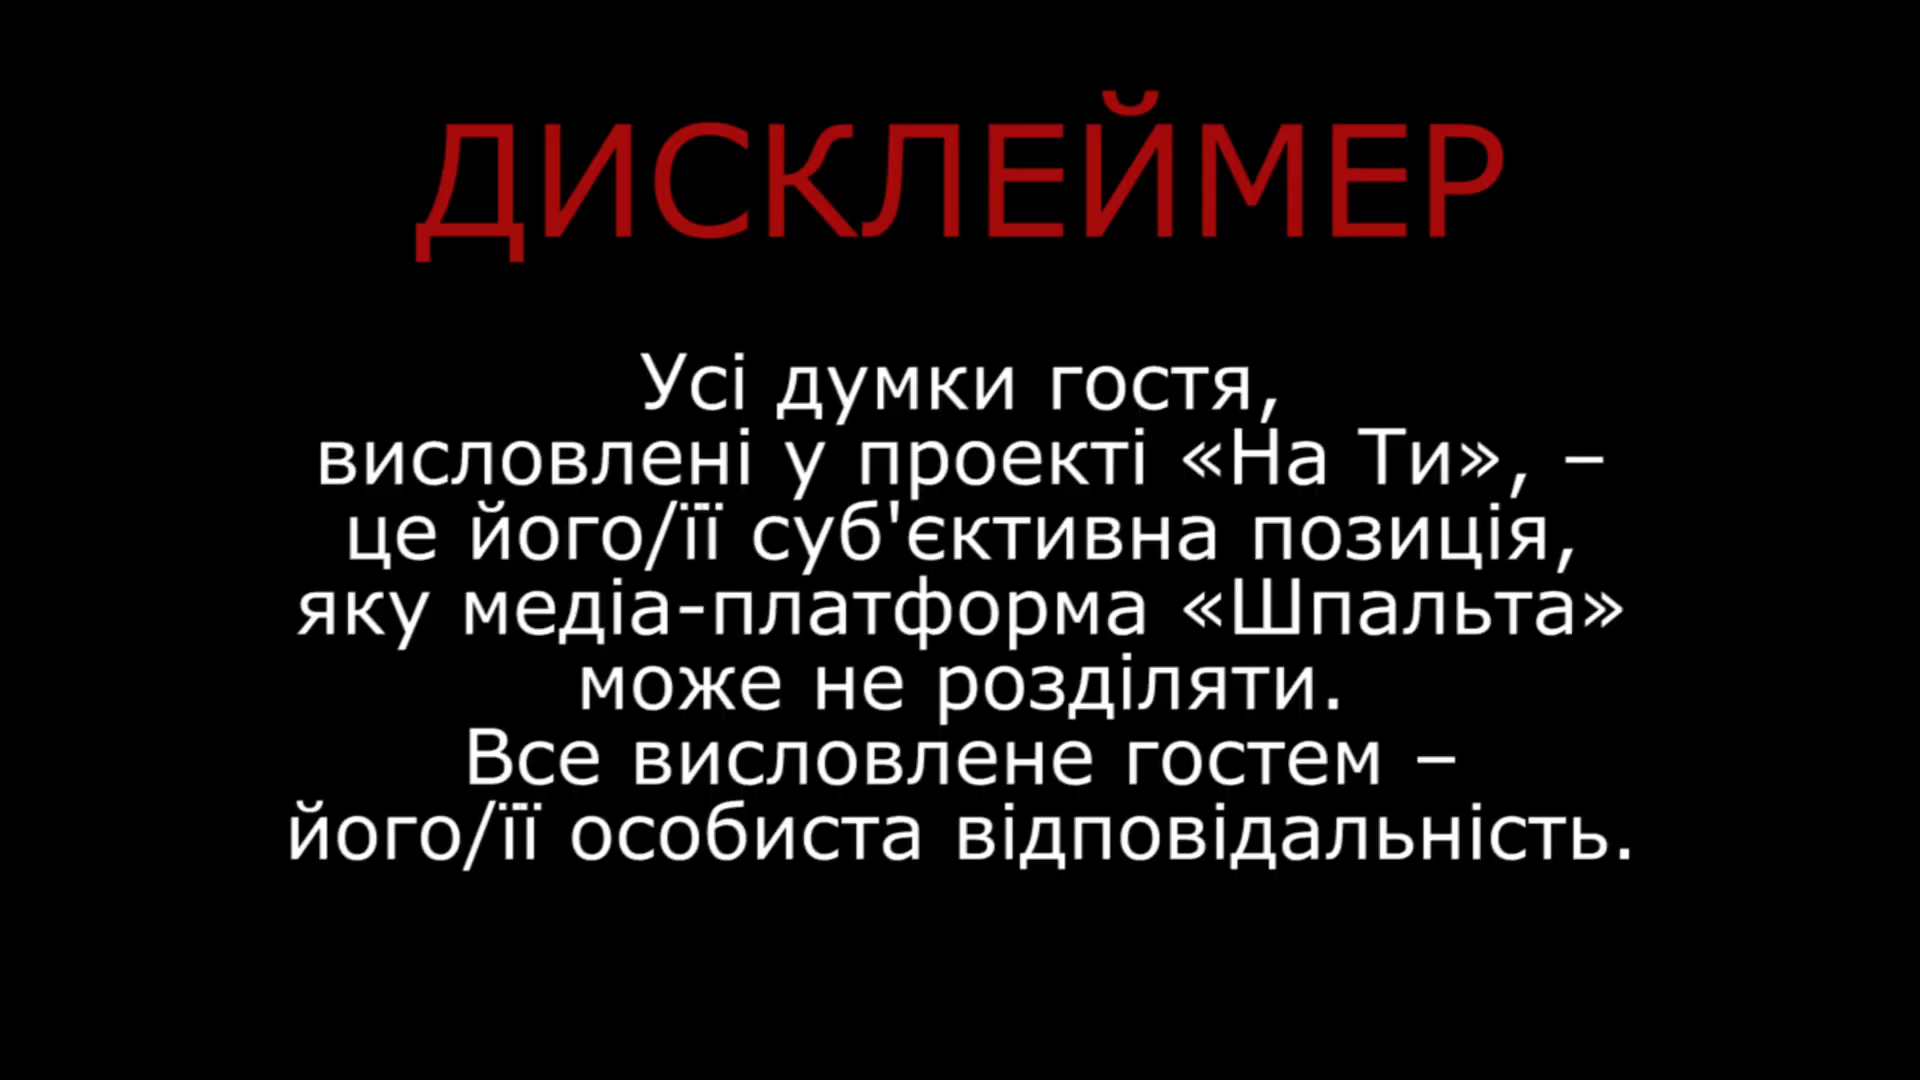 ДИСКЛЕЙМЕР
Усі думки гостя,
висловлені у проекті «На Ти», –
це його/її суб'єктивна позиція,
яку медіа-платформа «Шпальта»
може не розділяти.
Все висловлене гостем –
його/її особиста відповідальність.